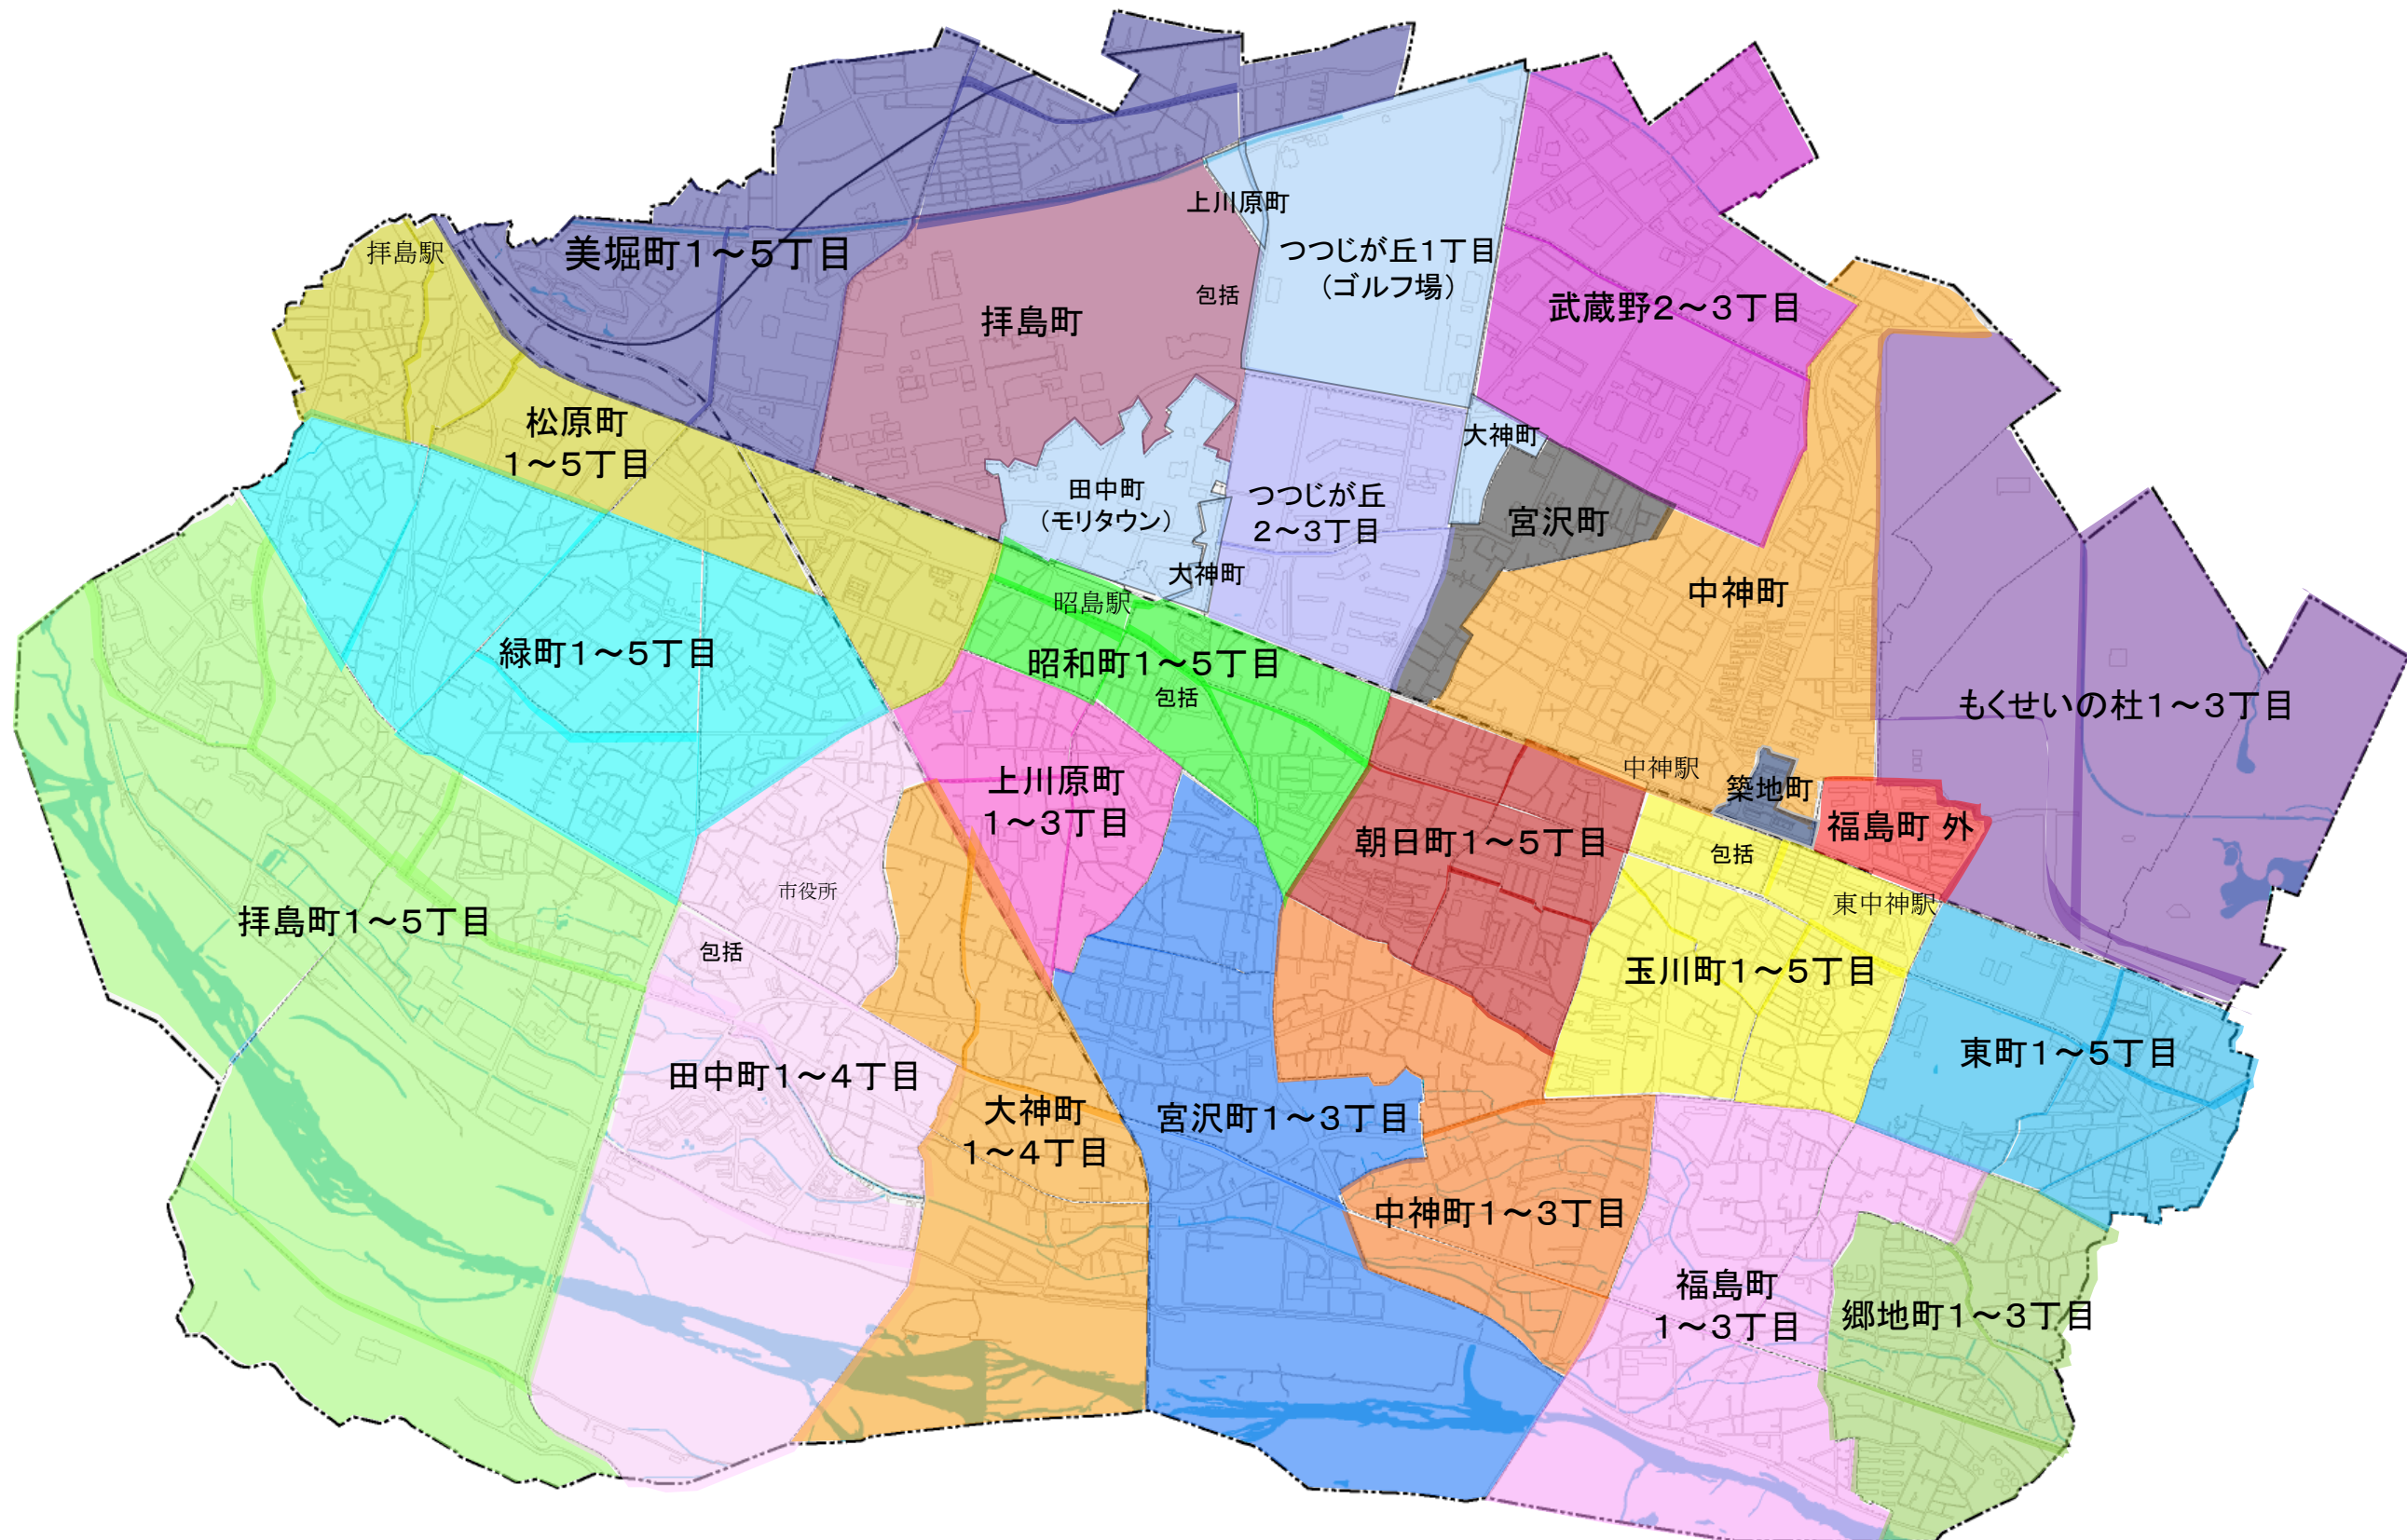 上川原町
つつじが丘１丁目
（ゴルフ場）
拝島駅
美堀町１～５丁目
包括
拝島町
武蔵野２～３丁目
松原町
１～５丁目
大神町
田中町
（モリタウン）
つつじが丘
２～３丁目
宮沢町
大神町
中神町
昭島駅
緑町１～５丁目
昭和町１～５丁目
包括
もくせいの杜１～３丁目
上川原町
１～３丁目
中神駅
築地町
福島町 外
朝日町１～５丁目
包括
市役所
東中神駅
拝島町１～５丁目
包括
玉川町１～５丁目
東町１～５丁目
田中町１～４丁目
大神町
１～４丁目
宮沢町１～３丁目
中神町１～３丁目
福島町
１～３丁目
郷地町１～３丁目